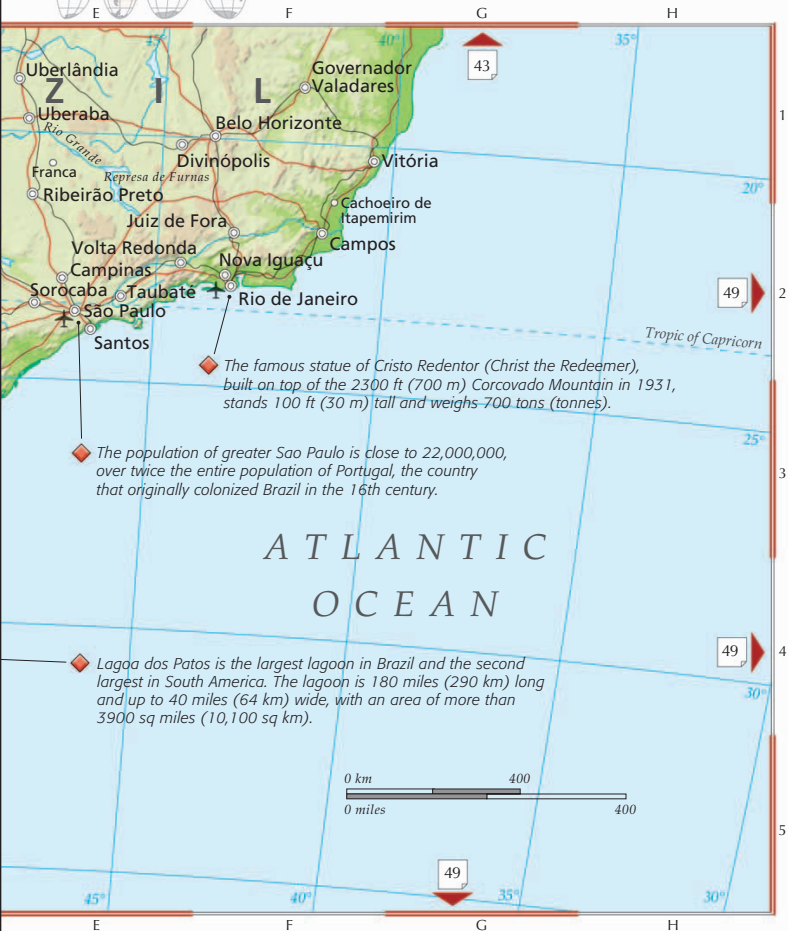 E F G H
45° 40° 35°
43
Uberlândia
Governador
Valadares
Z I L
1
Uberaba
Belo Horizonte
Rio Grande
Divinópolis
Vitória
Franca
Represa de Furnas
20°
Ribeirão Preto
Cachoeiro de
Itapemirim
Juiz de Fora
Campos
Volta Redonda
Nova Iguaçu
Campinas
Sorocaba
Taubaté
Rio de Janeiro
49
2
São Paulo
Santos
Tropic of Capricorn
The famous statue of Cristo Redentor (Christ the Redeemer),
built on top of the 2300 ft (700 m) Corcovado Mountain in 1931,
stands 100 ft (30 m) tall and weighs 700 tons (tonnes).
25°
The population of greater Sao Paulo is close to 22,000,000,
over twice the entire population of Portugal, the country
that originally colonized Brazil in the 16th century.
3
ATLANTIC
OCEAN
49
4
Lagoa dos Patos is the largest lagoon in Brazil and the second
largest in South America. The lagoon is 180 miles (290 km) long
and up to 40 miles (64 km) wide, with an area of more than
3900 sq miles (10,100 sq km).
30°
0 km 400
0 miles 400
5
49
45° 40° 35° 30°
E F G H